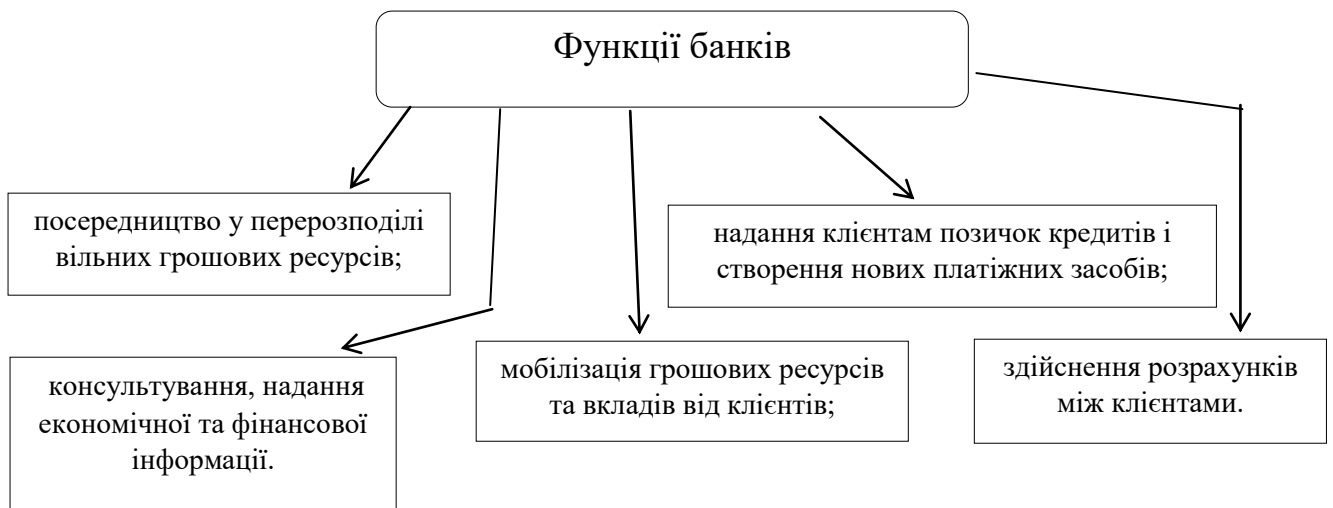 Функції банків
посередництво у перерозподілі
вільних грошових ресурсів;
надання клієнтам позичок кредитів і
створення нових платіжних засобів;
консультування, надання
економічної та фінансової
інформації.
мобілізація грошових ресурсів
та вкладів від клієнтів;
здійснення розрахунків
між клієнтами.